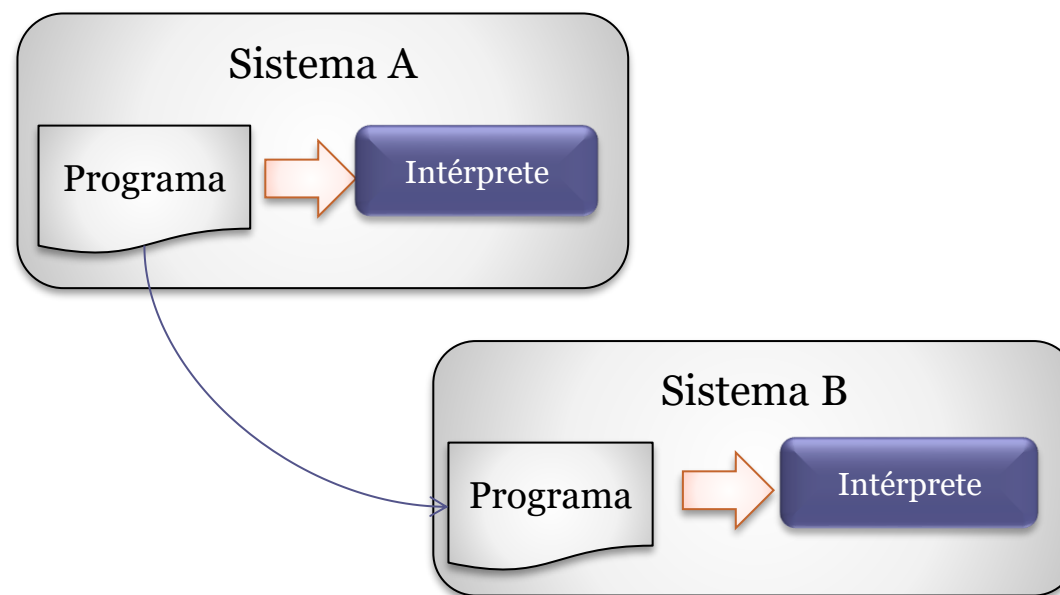 Sistema A
Programa
Intérprete
Sistema B
Programa
Intérprete